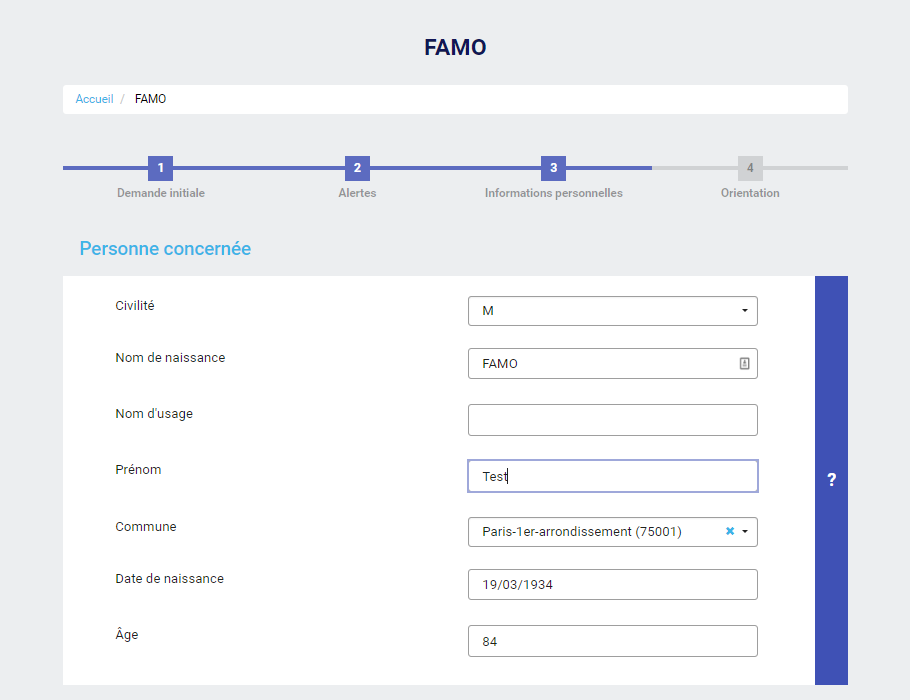 FAMO
Accueil / FAMO
1 2 3 4
Demande initiale Alertes Informations personnelles Orientation
Personne concernée
Civilité M
Nom de naissance FAMO
Nom d'usage
Prénom Test
?
Commune Paris-1er-arrondissement (75001) ×
Date de naissance 19/03/1934
Âge 84